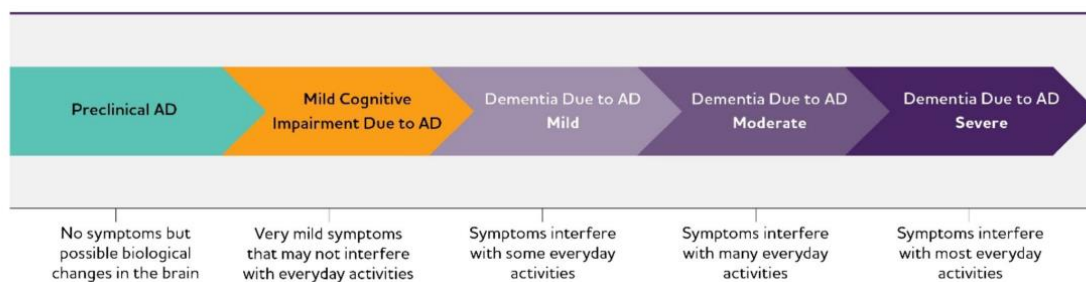 Preclinical AD
Mild Cognitive
Impairment Due to AD
Dementia Due to AD
Mild
Dementia Due to AD
Moderate
Dementia Due to AD
Severe
No symptoms but
possible biological
changes in the brain
Very mild symptoms
that may not interfere
with everyday activities
Symptoms interfere
with some everyday
activities
Symptoms interfere
with many everyday
activities
Symptoms interfere
with most everyday
activities